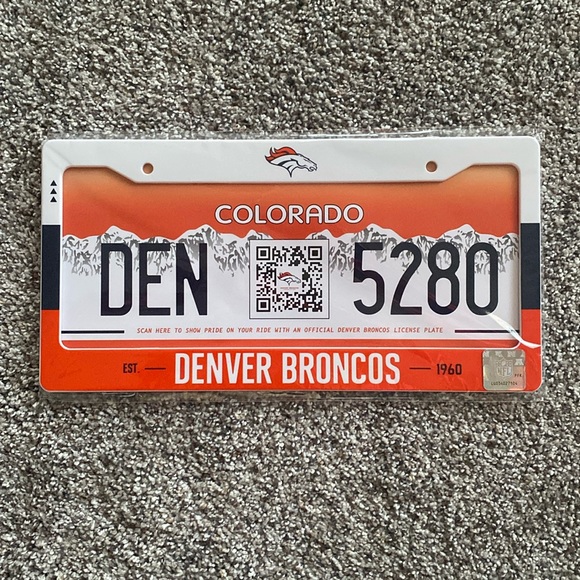 COLORADO
DEN 5280
SCAN HERE TO SHOW PRIDE ON YOUR RIDE WITH AN OFFICIAL DENVER BRONCOS LICENSE PLATE
EST. — DENVER BRONCOS — 1960